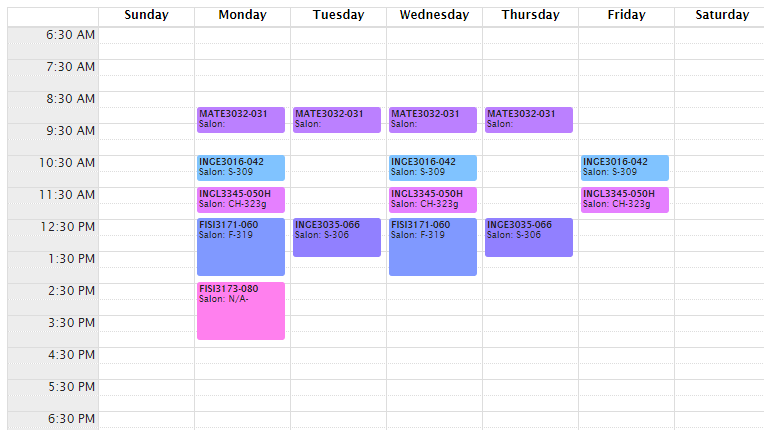 Sunday Monday Tuesday Wednesday Thursday Friday Saturday
6:30 AM
7:30 AM
8:30 AM
MATE3032-031 MATE3032-031 MATE3032-031 MATE3032-031
Salon: Salon: Salon: Salon:
9:30 AM
10:30 AM INGE3016-042 INGE3016-042 INGE3016-042
Salon: S-309 Salon: S-309 Salon: S-309
11:30 AM INGL3345-050H INGL3345-050H INGL3345-050H
Salon: CH-323g Salon: CH-323g Salon: CH-323g
12:30 PM FISI3171-060 INGE3035-066 FISI3171-060 INGE3035-066
Salon: F-319 Salon: S-306 Salon: F-319 Salon: S-306
1:30 PM
2:30 PM FISI3173-080
Salon: N/A-
3:30 PM
4:30 PM
5:30 PM
6:30 PM